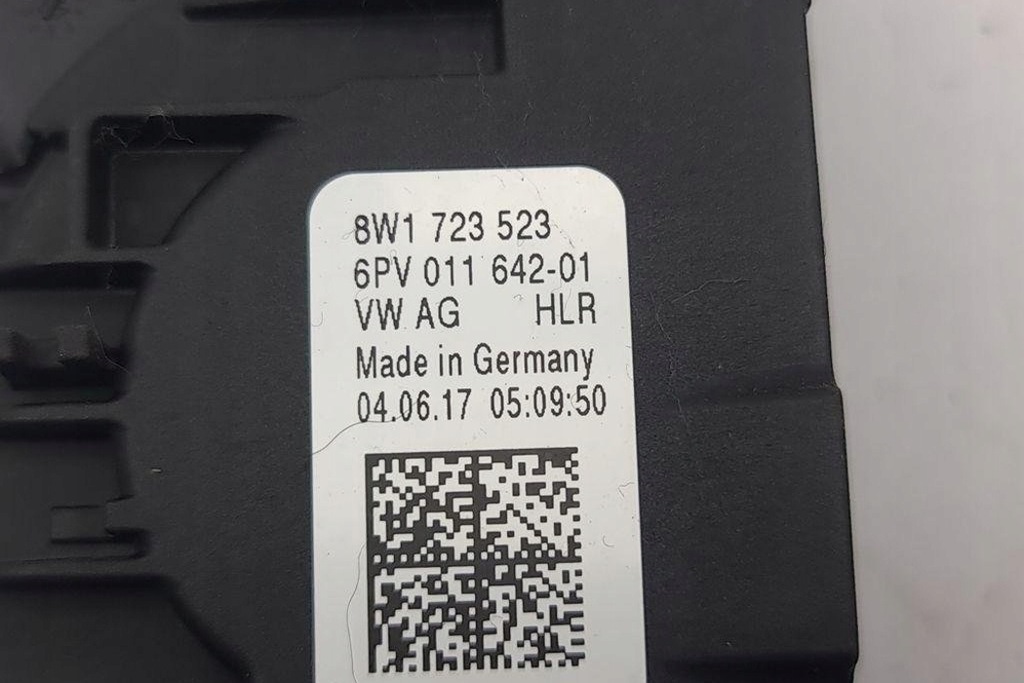 8W1 723 523
6PV 011 642-01
VW AG HLR
Made in Germany
04.06.17 05:09:50